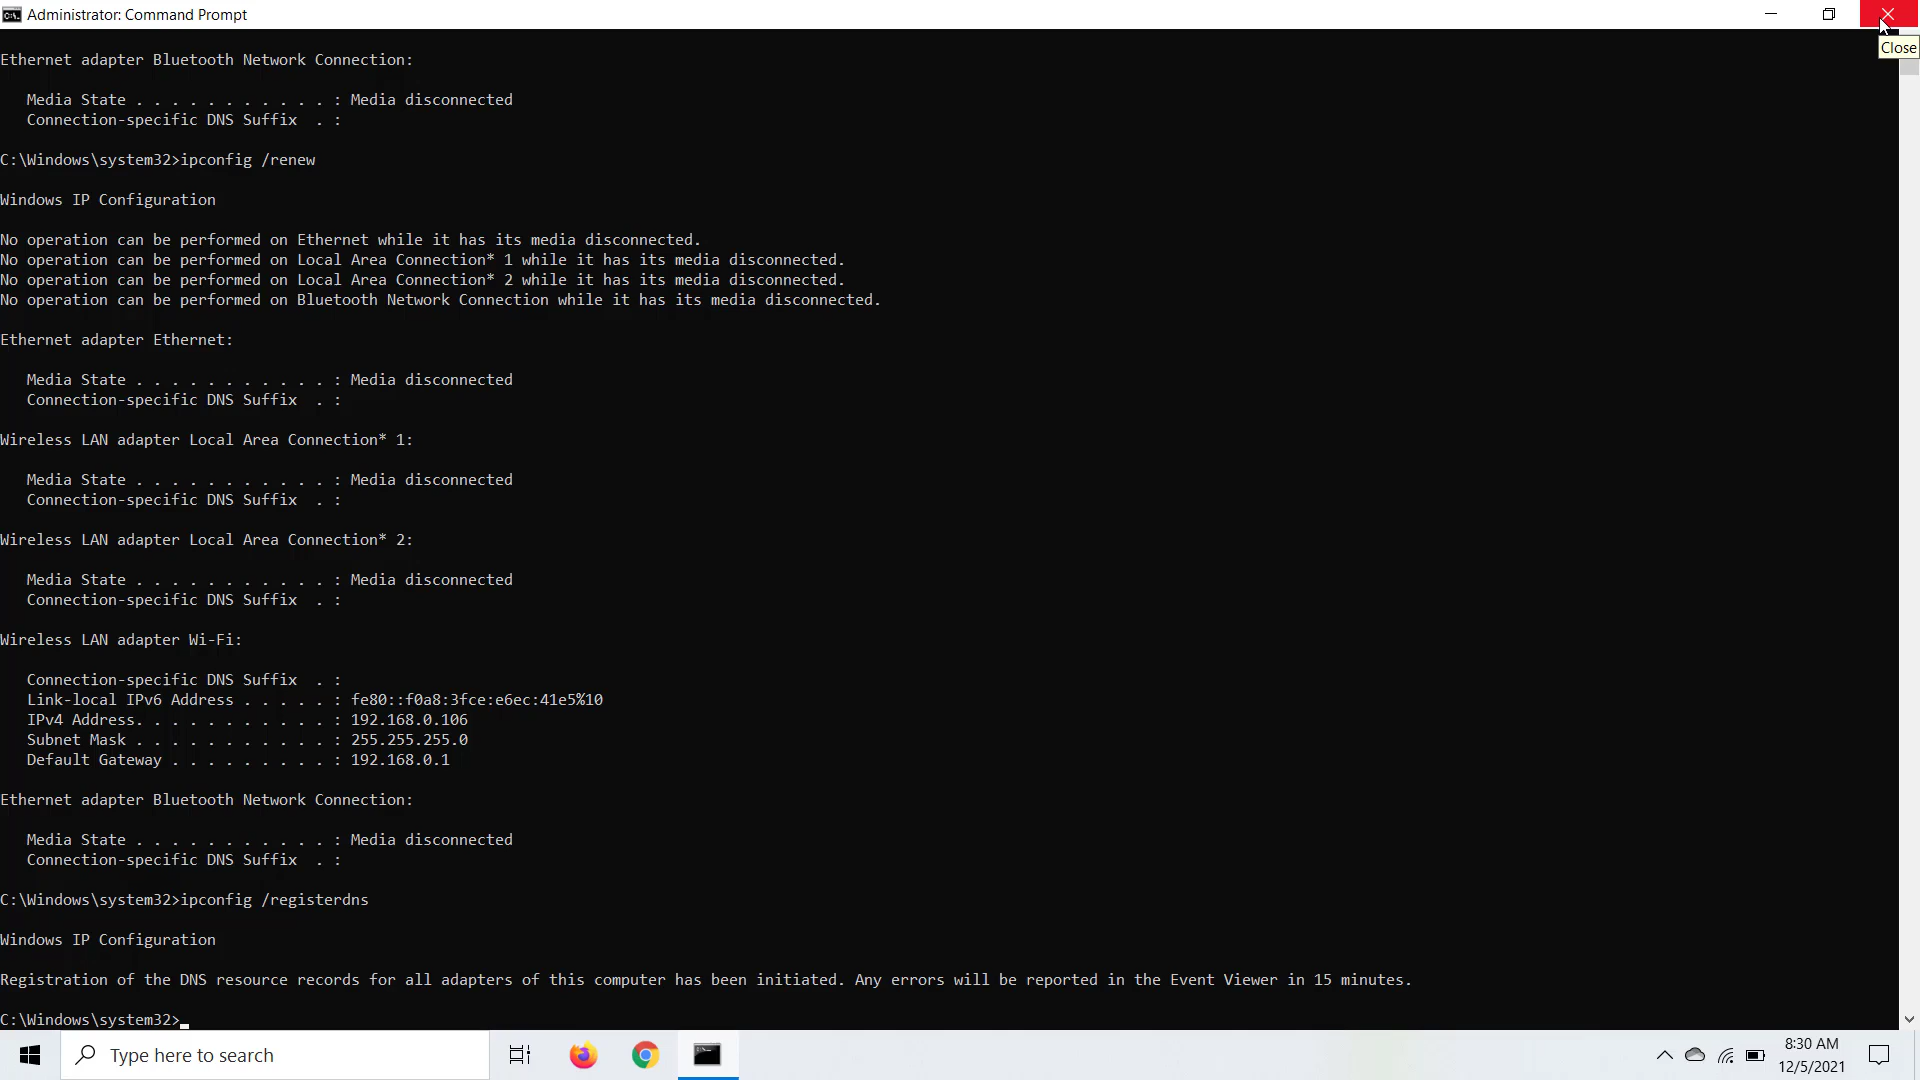 Administrator: Command Prompt
Close
Ethernet adapter Bluetooth Network Connection:
Media State . . . . . . . . . . . : Media disconnected
Connection-specific DNS Suffix  . :
C:\Windows\system32>ipconfig /renew
Windows IP Configuration
No operation can be performed on Ethernet while it has its media disconnected.
No operation can be performed on Local Area Connection* 1 while it has its media disconnected.
No operation can be performed on Local Area Connection* 2 while it has its media disconnected.
No operation can be performed on Bluetooth Network Connection while it has its media disconnected.
Ethernet adapter Ethernet:
Media State . . . . . . . . . . . : Media disconnected
Connection-specific DNS Suffix  . :
Wireless LAN adapter Local Area Connection* 1:
Media State . . . . . . . . . . . : Media disconnected
Connection-specific DNS Suffix  . :
Wireless LAN adapter Local Area Connection* 2:
Media State . . . . . . . . . . . : Media disconnected
Connection-specific DNS Suffix  . :
Wireless LAN adapter Wi-Fi:
Connection-specific DNS Suffix  . :
Link-local IPv6 Address . . . . . : fe80::f0a8:3fce:e6ec:41e5%10
IPv4 Address. . . . . . . . . . . : 192.168.0.106
Subnet Mask . . . . . . . . . . . : 255.255.255.0
Default Gateway . . . . . . . . . : 192.168.0.1
Ethernet adapter Bluetooth Network Connection:
Media State . . . . . . . . . . . : Media disconnected
Connection-specific DNS Suffix  . :
C:\Windows\system32>ipconfig /registerdns
Windows IP Configuration
Registration of the DNS resource records for all adapters of this computer has been initiated. Any errors will be reported in the Event Viewer in 15 minutes.
C:\Windows\system32>_
Type here to search
8:30 AM
12/5/2021